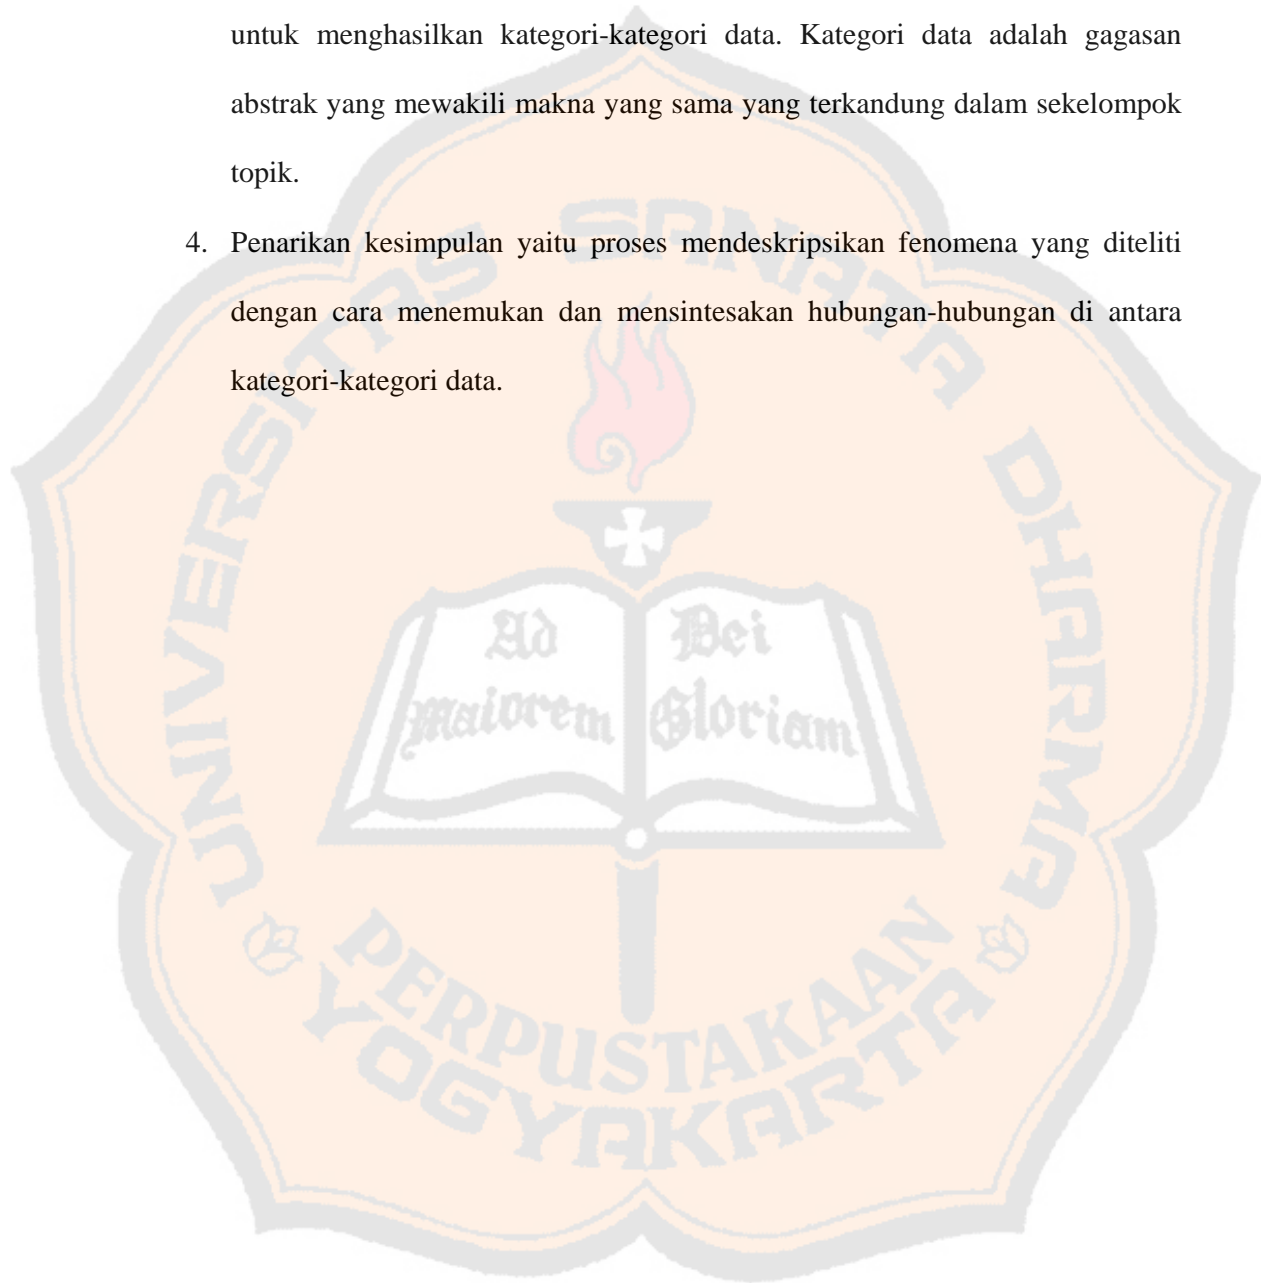 untuk menghasilkan kategori-kategori data. Kategori data adalah gagasan
abstrak yang mewakili makna yang sama yang terkandung dalam sekelompok
topik.
4. Penarikan kesimpulan yaitu proses mendeskripsikan fenomena yang diteliti
dengan cara menemukan dan mensintesakan hubungan-hubungan di antara
kategori-kategori data.
UNIVERSITAS SANATA DHARMA
Ad
maiorem
Dei
Gloriam
PERPUSTAKAAN
YOGYAKARTA